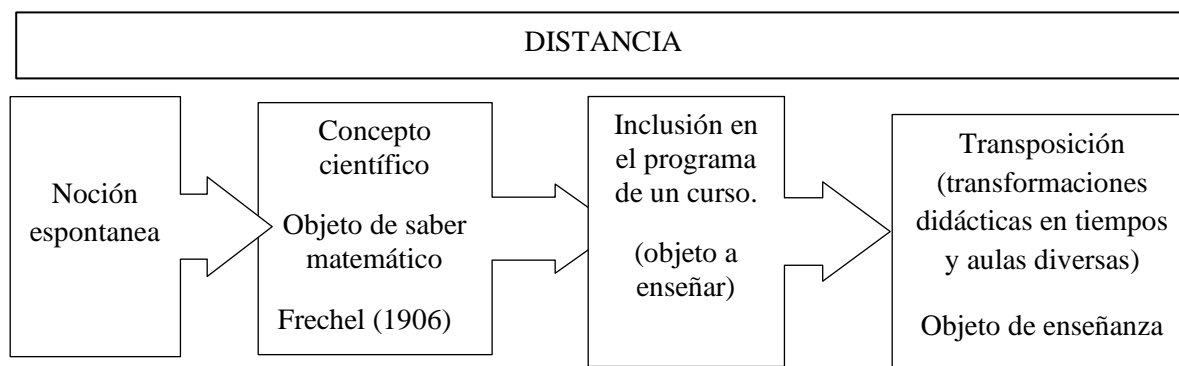 DISTANCIA
Noción
espontanea
Concepto
científico
Objeto de saber
matemático
Frechel (1906)
Inclusión en
el programa
de un curso.
(objeto a
enseñar)
Transposición
(transformaciones
didácticas en tiempos
y aulas diversas)
Objeto de enseñanza